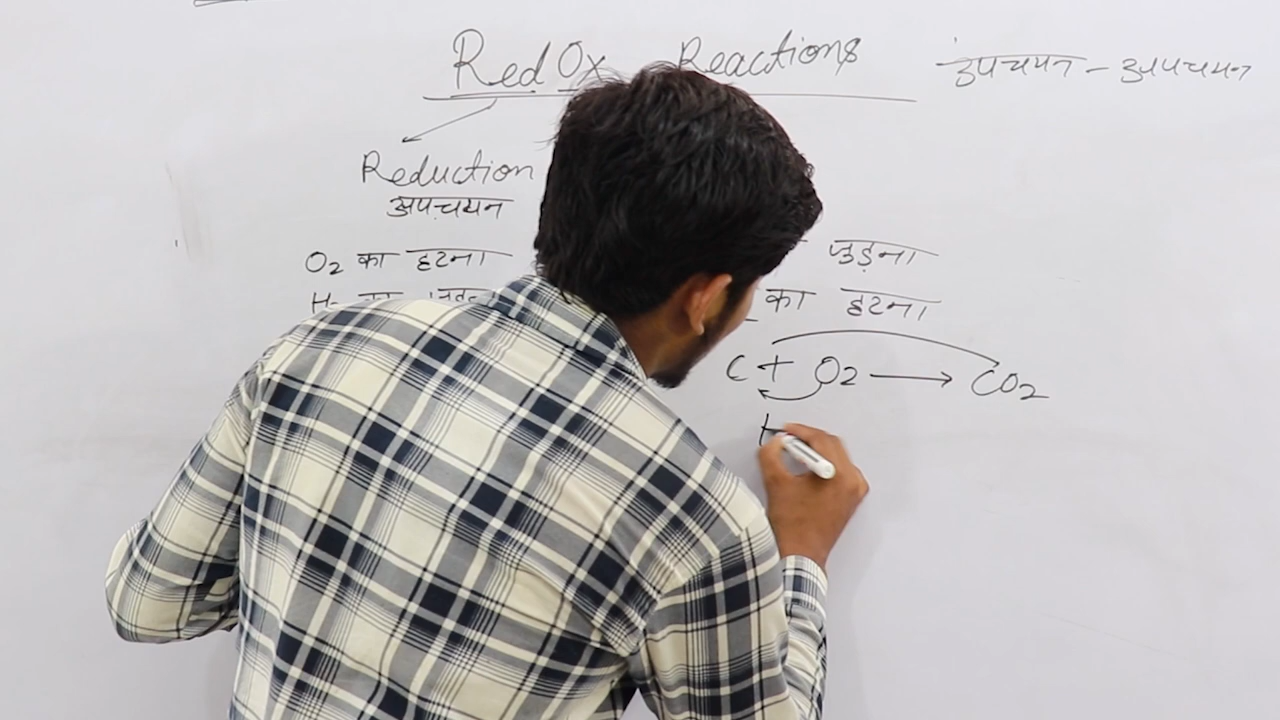 RedOx Reactions उपचयन - अपचयन
Reduction
अपचयन
O2 का हटना जुड़ना
का हटना
C + O2 → CO2